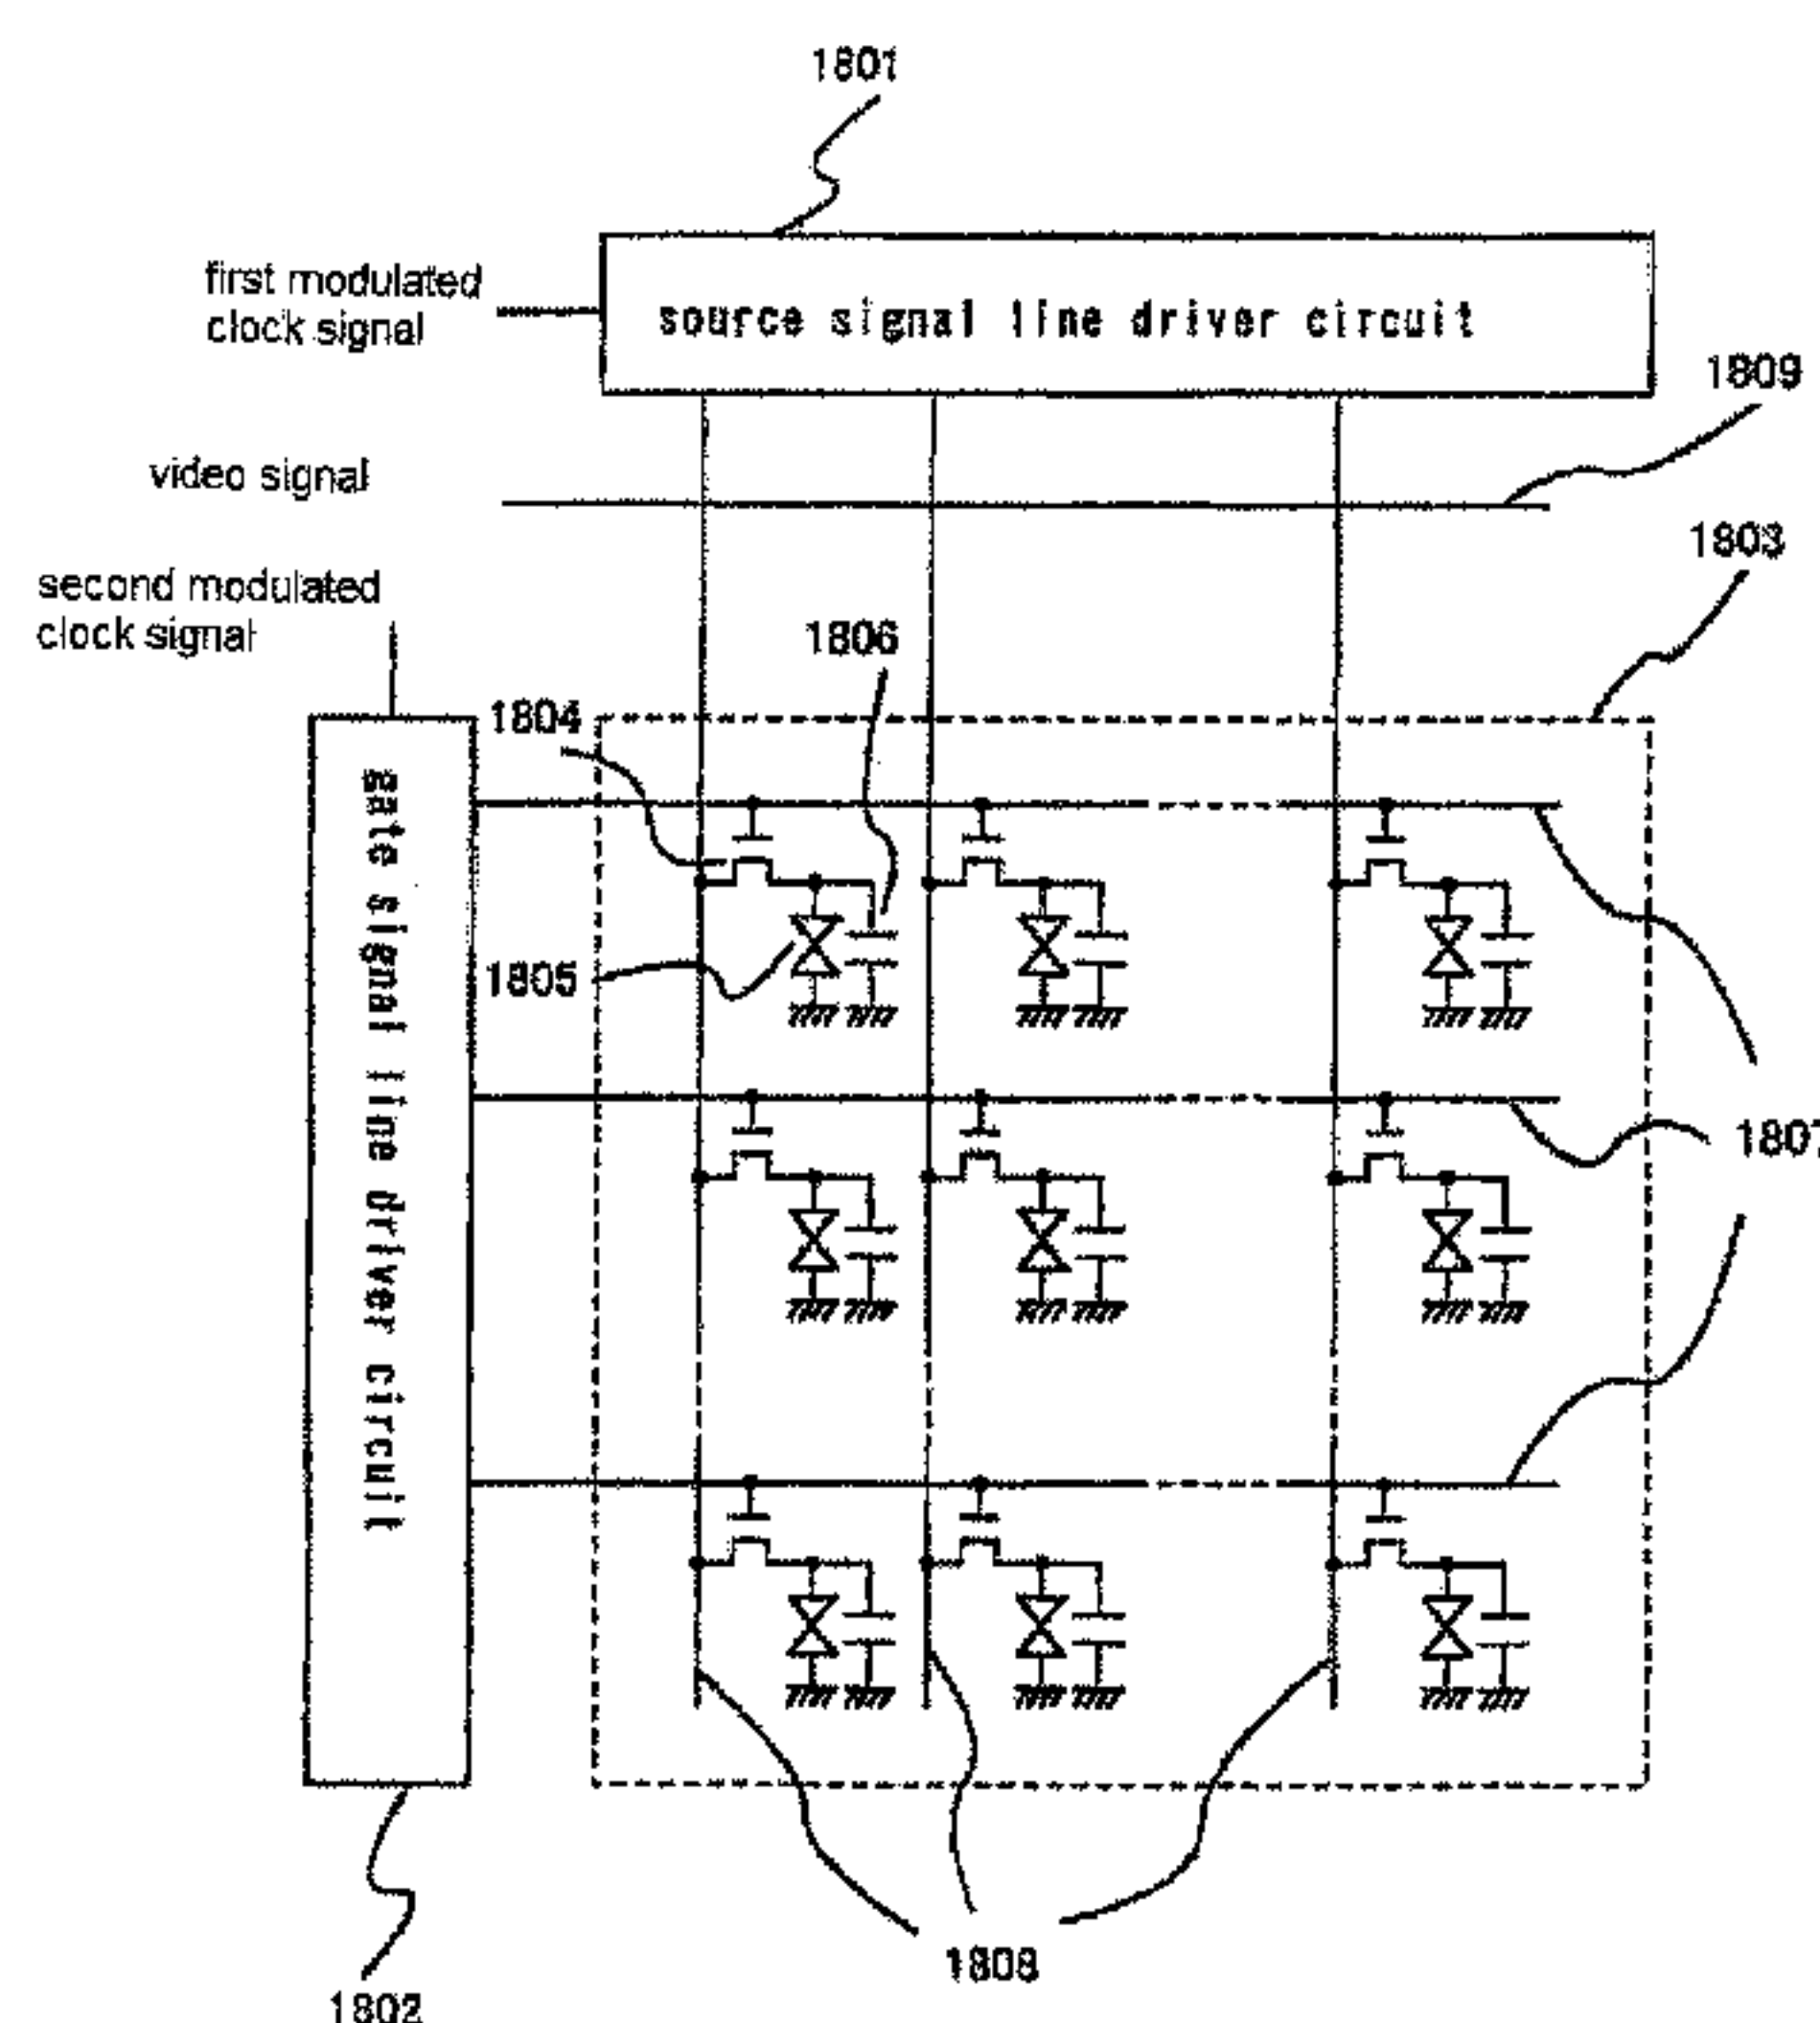 1801
first modulated
clock signal
source signal line driver circuit
1809
video signal
1803
second modulated
clock signal
1806
1804
gate signal line driver circuit
1805
1807
1808
1802